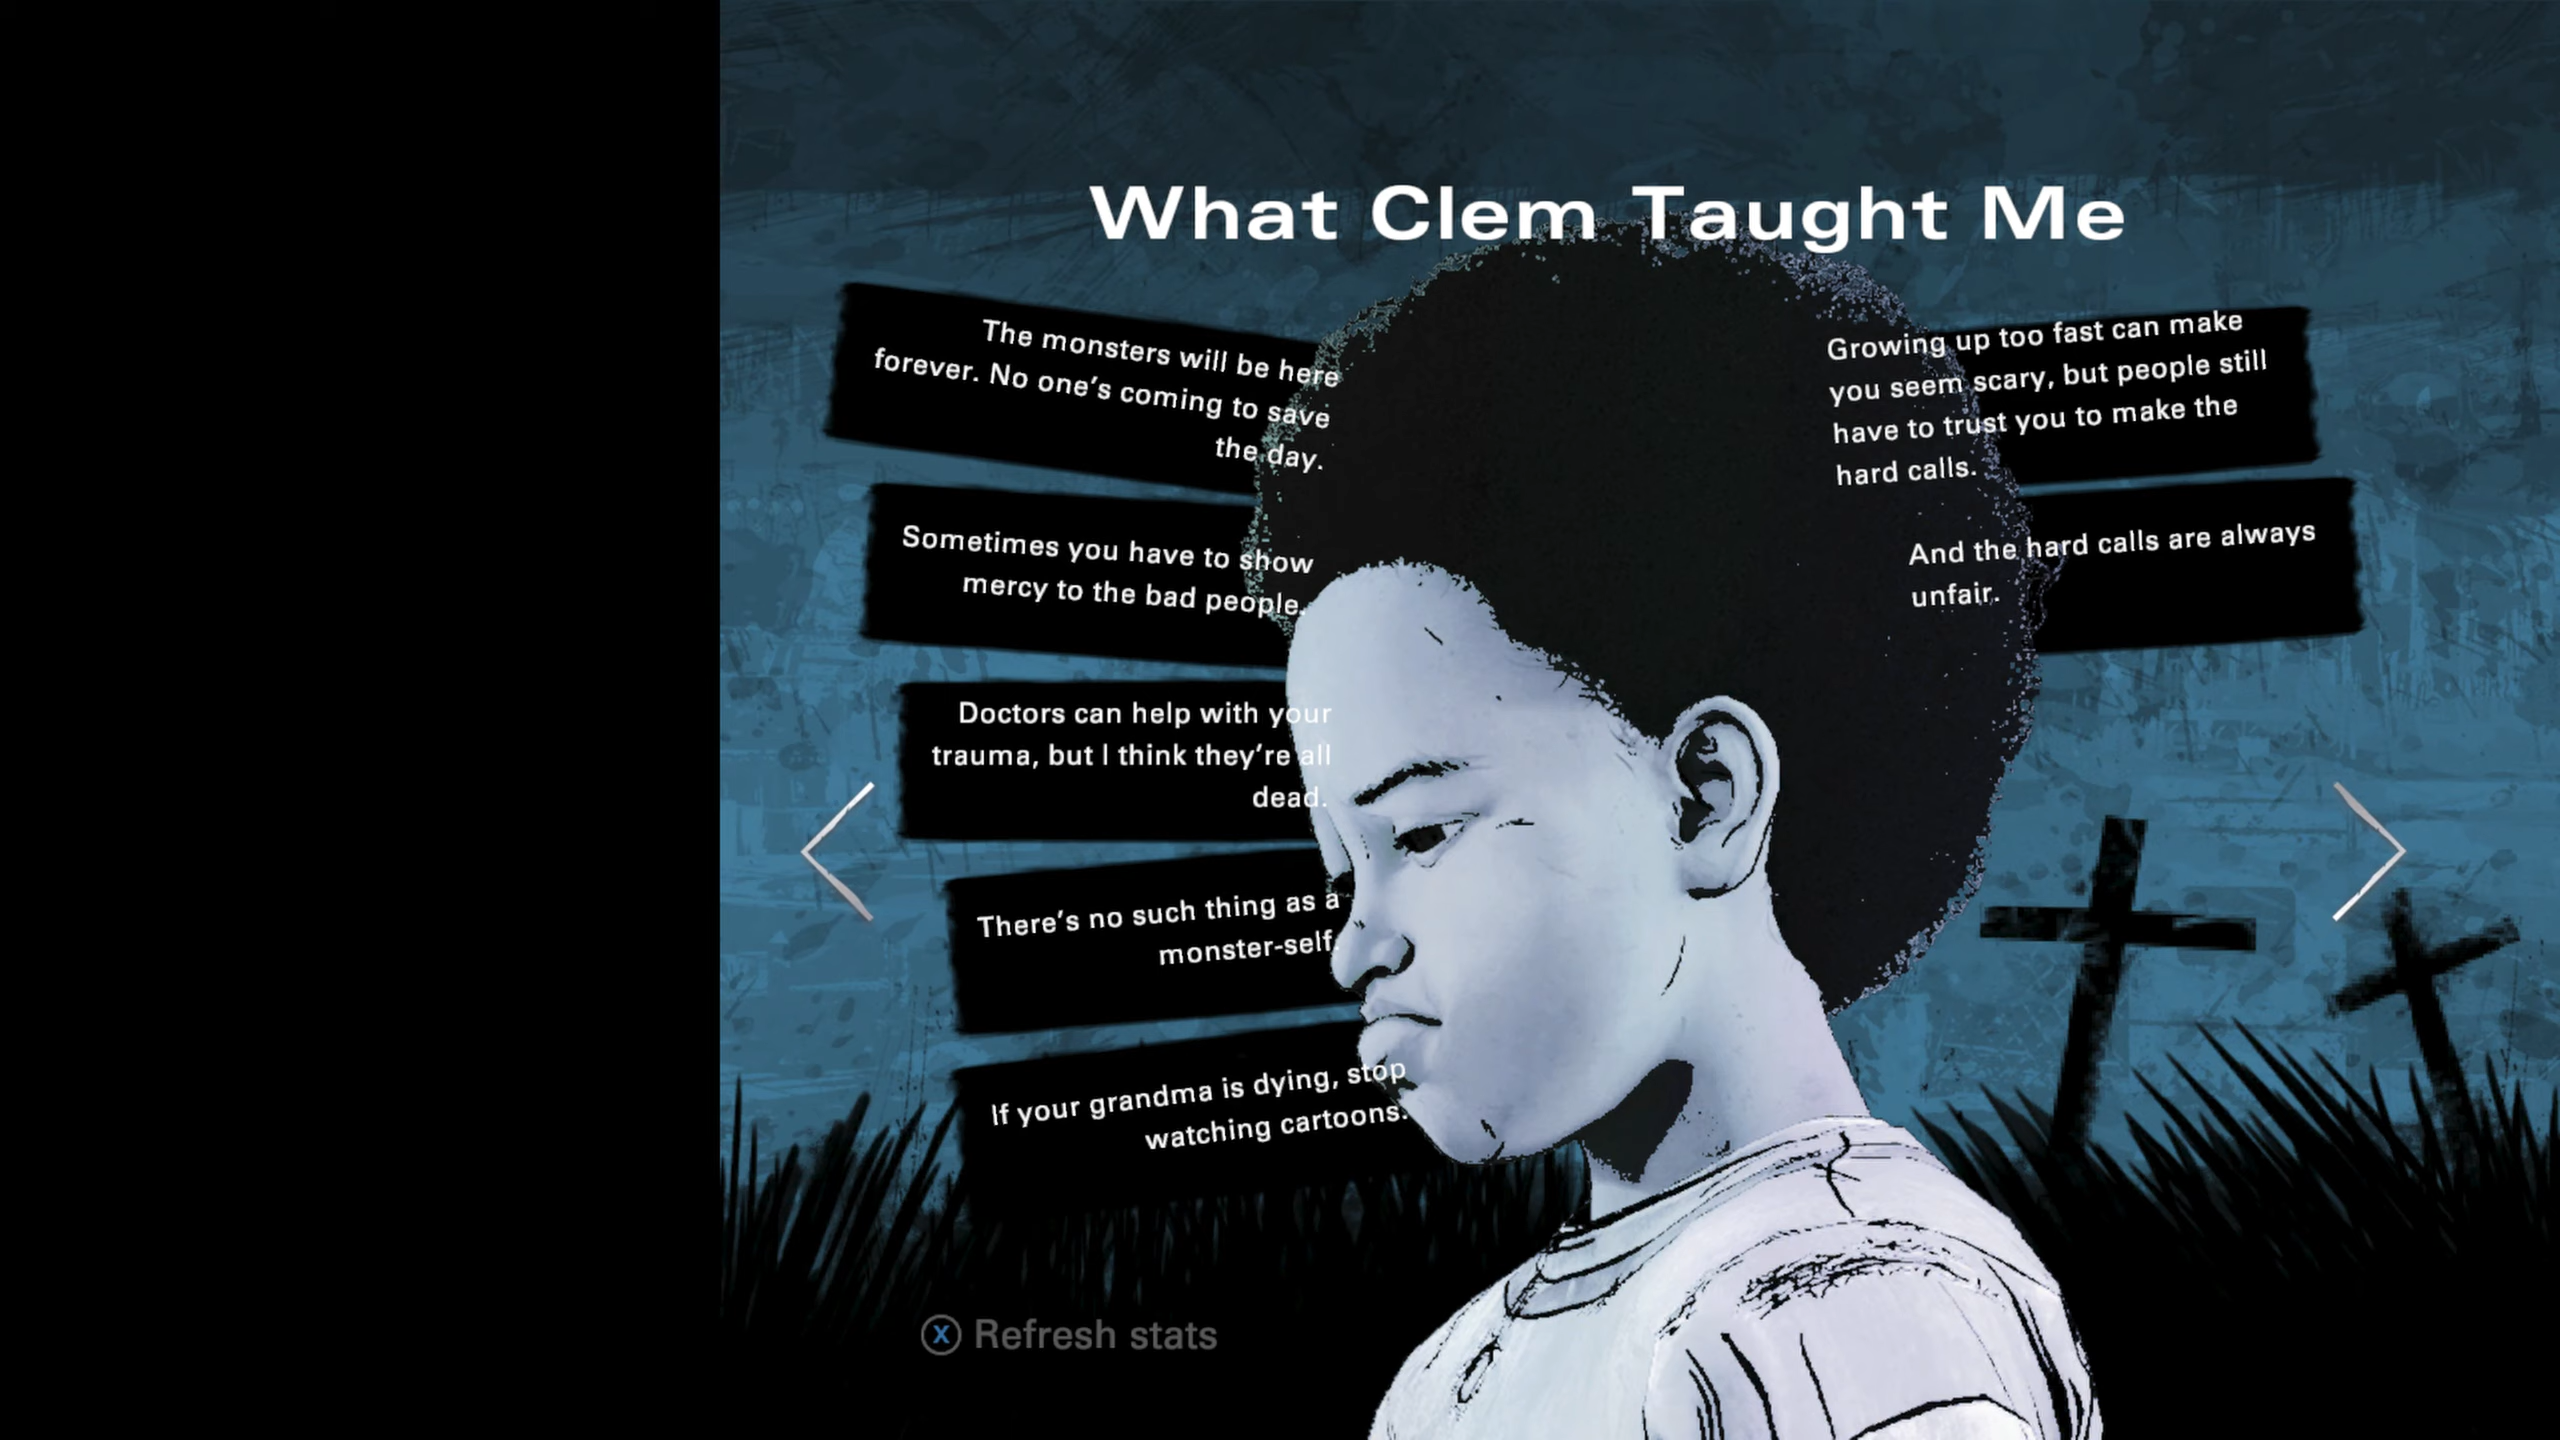 What Clem Taught Me
The monsters will be here
forever. No one's coming to save
the day.
Sometimes you have to show
mercy to the bad people.
Doctors can help with your
trauma, but I think they're all
dead.
There's no such thing as a
monster-self.
If your grandma is dying, stop
watching cartoons.
Growing up too fast can make
you seem scary, but people still
have to trust you to make the
hard calls.
And the hard calls are always
unfair.
X Refresh stats